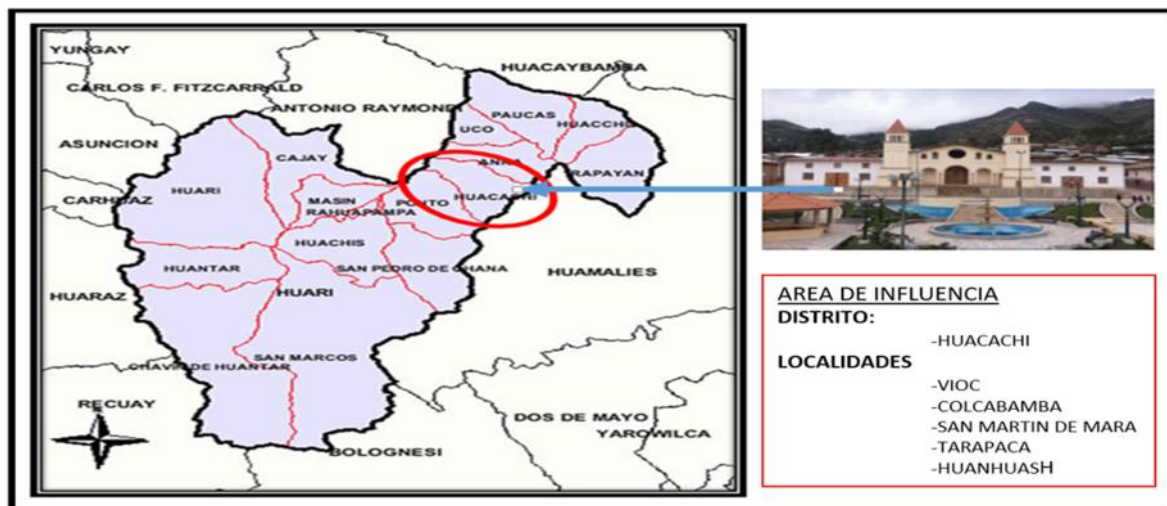 YUNGAY
HUACAYBAMBA
CARLOS F. FITZCARRALD
ANTONIO RAYMONDI
PAUCAS
HUACCHIS
UCO
ASUNCION
CAJAY
ANRA
RAPAYAN
HUARI
CARHUAZ
MASIN
PONTO
HUACACHI
RAHUAPAMPA
HUACHIS
HUANTAR
SAN PEDRO DE CHANA
HUAMALIES
HUARAZ
HUARI
SAN MARCOS
CHAVIN DE HUANTAR
RECUAY
DOS DE MAYO
YAROWILCA
BOLOGNESI
AREA DE INFLUENCIA
DISTRITO:
-HUACACHI
LOCALIDADES
-VIOC
-COLCABAMBA
-SAN MARTIN DE MARA
-TARAPACA
-HUANHUASH